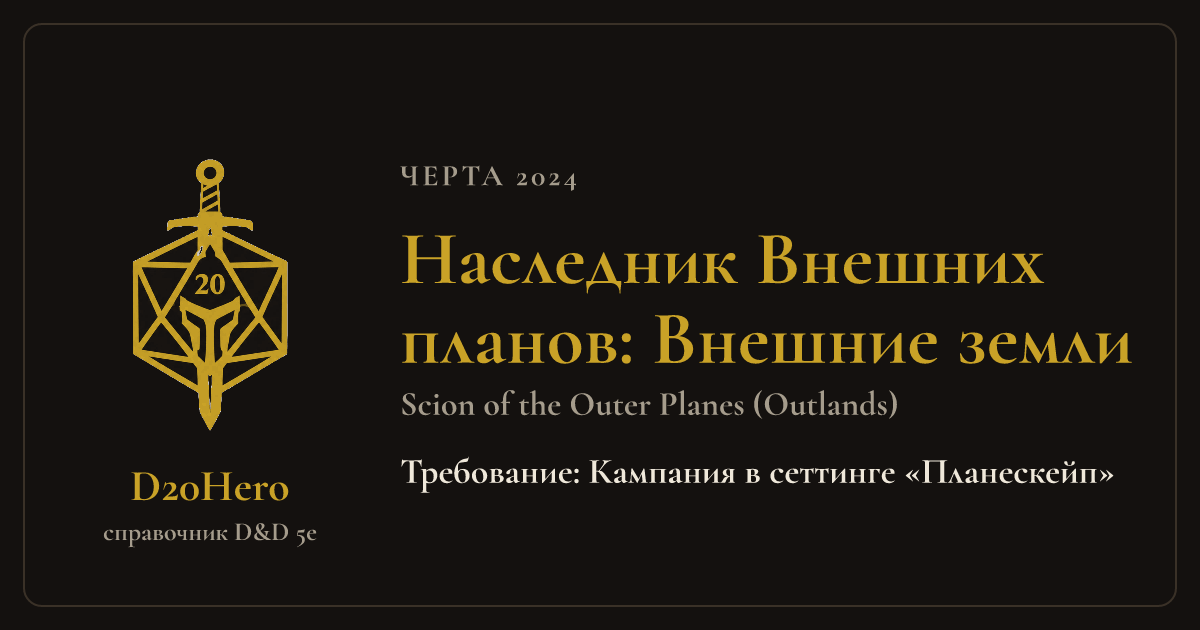 20
D20Hero
справочник D&D 5e
ЧЕРТА 2024
Наследник Внешних
планов: Внешние земли
Scion of the Outer Planes (Outlands)
Требование: Кампания в сеттинге «Планескейп»